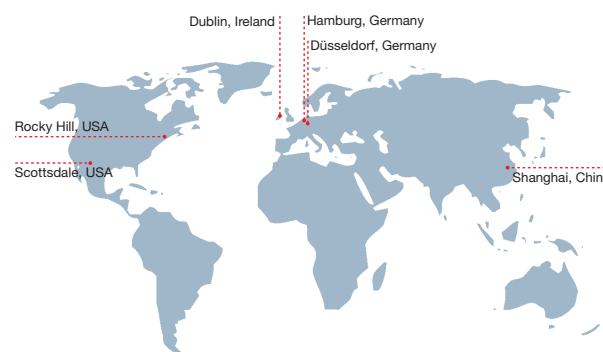 Dublin, Ireland
Hamburg, Germany
Düsseldorf, Germany
Rocky Hill, USA
Scottsdale, USA
Shanghai, Chin